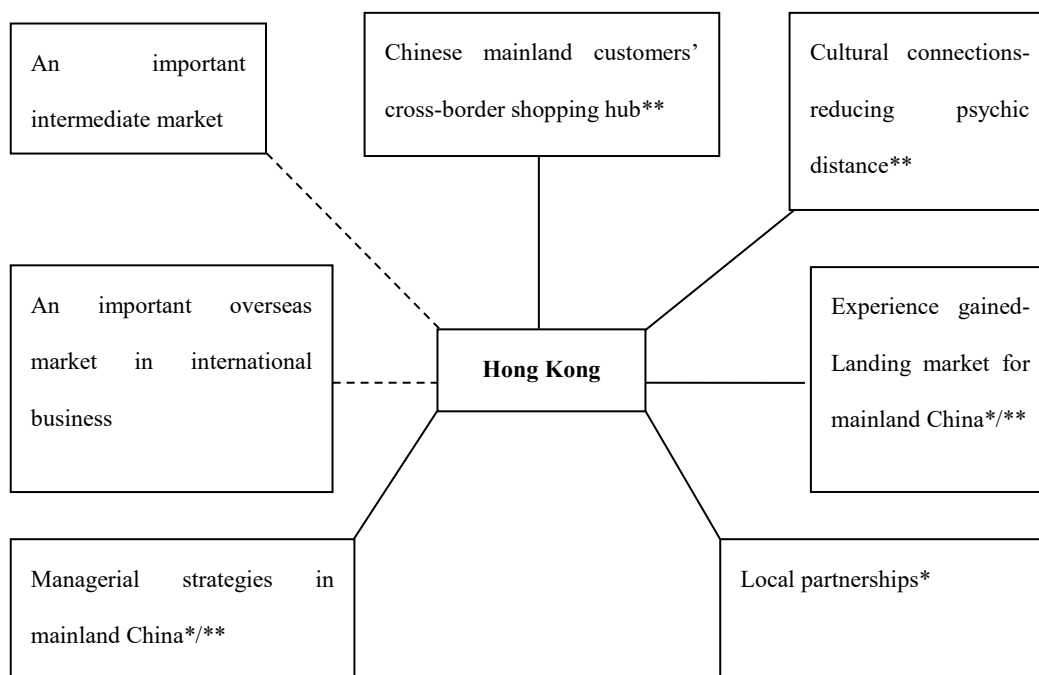 An important
intermediate market
Chinese mainland customers’
cross-border shopping hub**
Cultural connections-
reducing psychic
distance**
An important overseas
market in international
business
Hong Kong
Experience gained-
Landing market for
mainland China*/**
Managerial strategies in
mainland China*/**
Local partnerships*